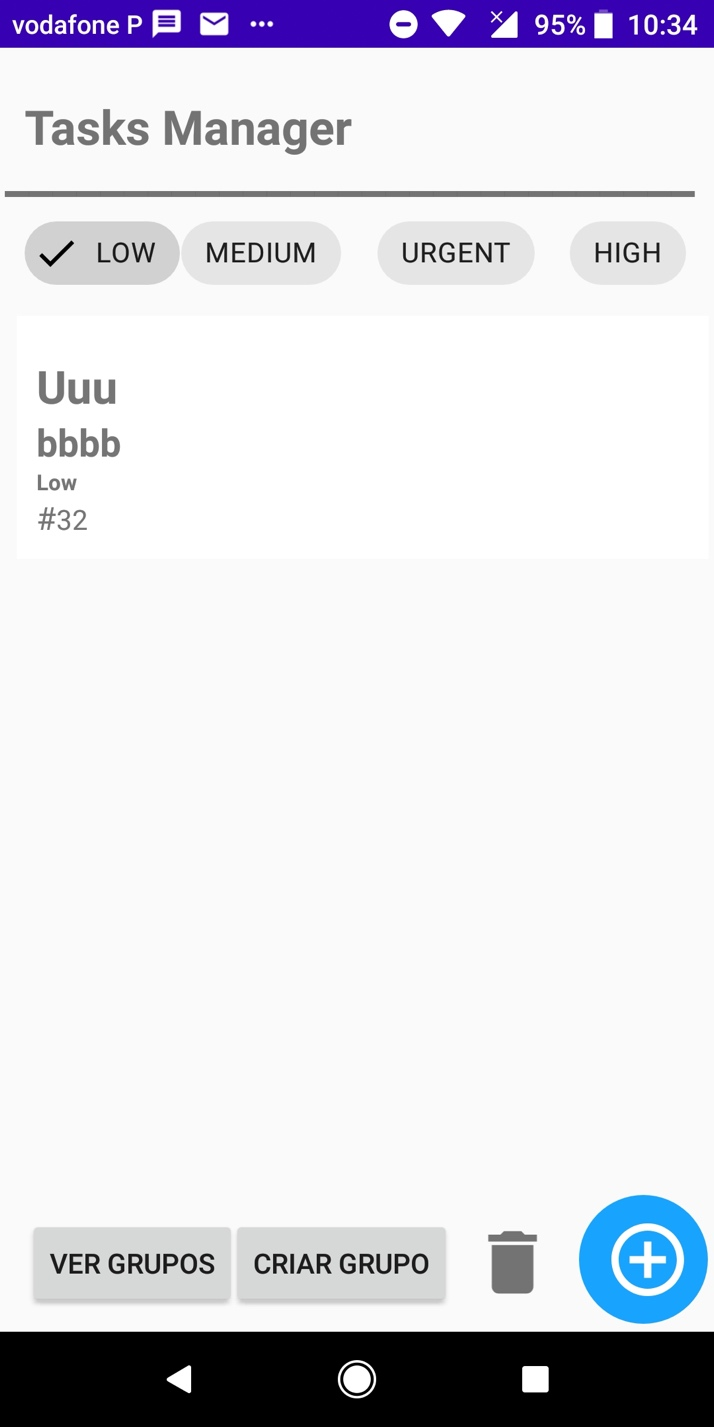 vodafone P 95% 10:34
Tasks Manager
LOW MEDIUM URGENT HIGH
Uuu
bbbb
Low
#32
VER GRUPOS CRIAR GRUPO